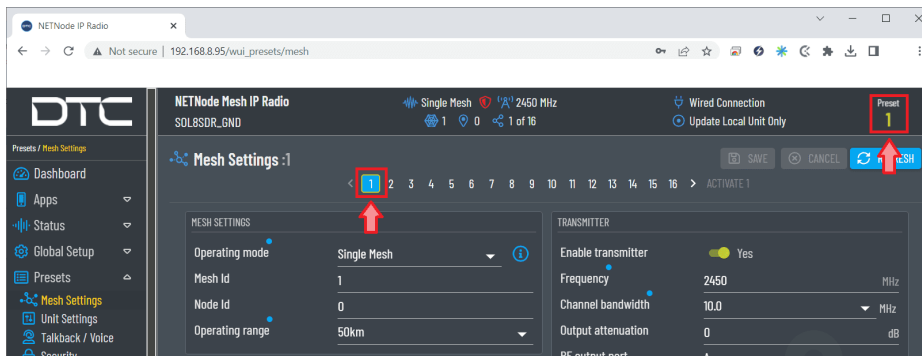 NETNode IP Radio
Not secure | 192.168.8.95/wui_presets/mesh
DTC
NETNode Mesh IP Radio
SOL8SDR_GND
Single Mesh 2450 MHz
1 0 1 of 16
Wired Connection
Update Local Unit Only
Preset
1
Presets / Mesh Settings
Dashboard
Apps
Status
Global Setup
Presets
Mesh Settings
Unit Settings
Talkback / Voice
Security
Mesh Settings :1
SAVE CANCEL
< 1 2 3 4 5 6 7 8 9 10 11 12 13 14 15 16 > ACTIVATE 1
MESH SETTINGS
Operating mode Single Mesh
Mesh Id 1
Node Id 0
Operating range 50km
TRANSMITTER
Enable transmitter Yes
Frequency 2450 MHz
Channel bandwidth 10.0 MHz
Output attenuation 0 dB
RF output port